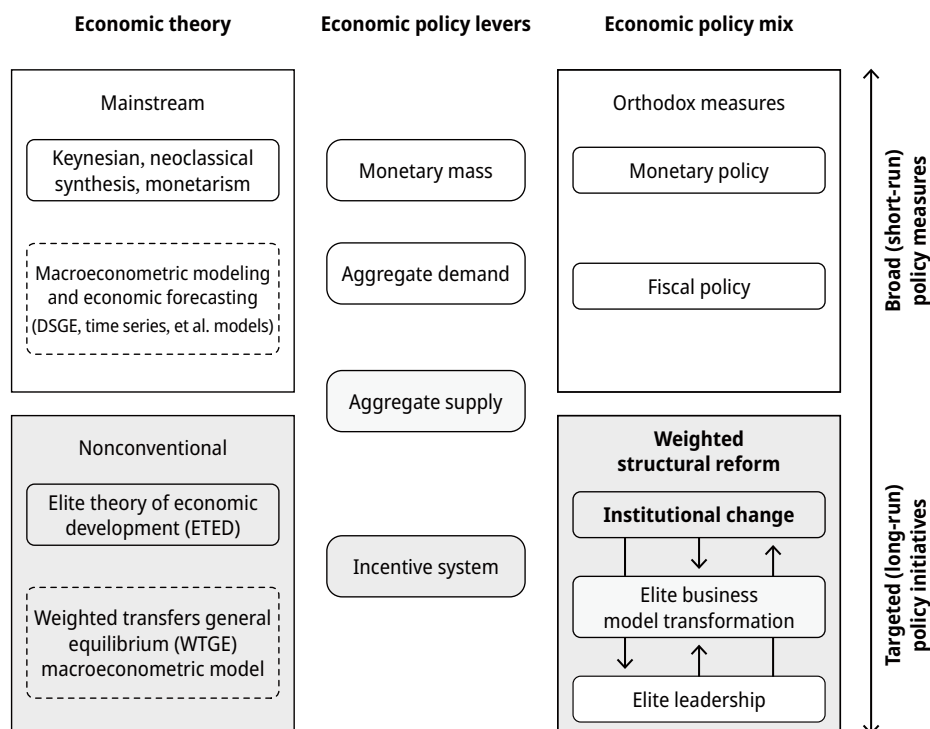 Economic theory
Economic policy levers
Economic policy mix
Mainstream
Keynesian, neoclassical
synthesis, monetarism
Macroeconometric modeling
and economic forecasting
(DSGE, time series, et al. models)
Nonconventional
Elite theory of economic
development (ETED)
Weighted transfers general
equilibrium (WTGE)
macroeconometric model
Monetary mass
Aggregate demand
Aggregate supply
Incentive system
Orthodox measures
Monetary policy
Fiscal policy
Weighted
structural reform
Institutional change
Elite business
model transformation
Elite leadership
Broad (short-run)
policy measures
Targeted (long-run)
policy initiatives